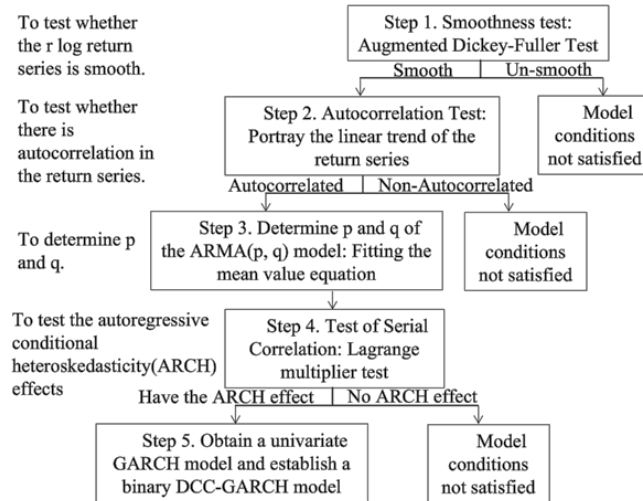 To test whether
the r log return
series is smooth.
Step 1. Smoothness test:
Augmented Dickey-Fuller Test
Smooth
Un-smooth
To test whether
there is
autocorrelation in
the return series.
Step 2. Autocorrelation Test:
Portray the linear trend of the
return series
Model
conditions
not satisfied
Autocorrelated
Non-Autocorrelated
To determine p
and q.
Step 3. Determine p and q of
the ARMA(p, q) model: Fitting the
mean value equation
Model
conditions
not satisfied
To test the autoregressive
conditional
heteroskedasticity(ARCH)
effects
Step 4. Test of Serial
Correlation: Lagrange
multiplier test
Have the ARCH effect
No ARCH effect
Step 5. Obtain a univariate
GARCH model and establish a
binary DCC-GARCH model
Model
conditions
not satisfied